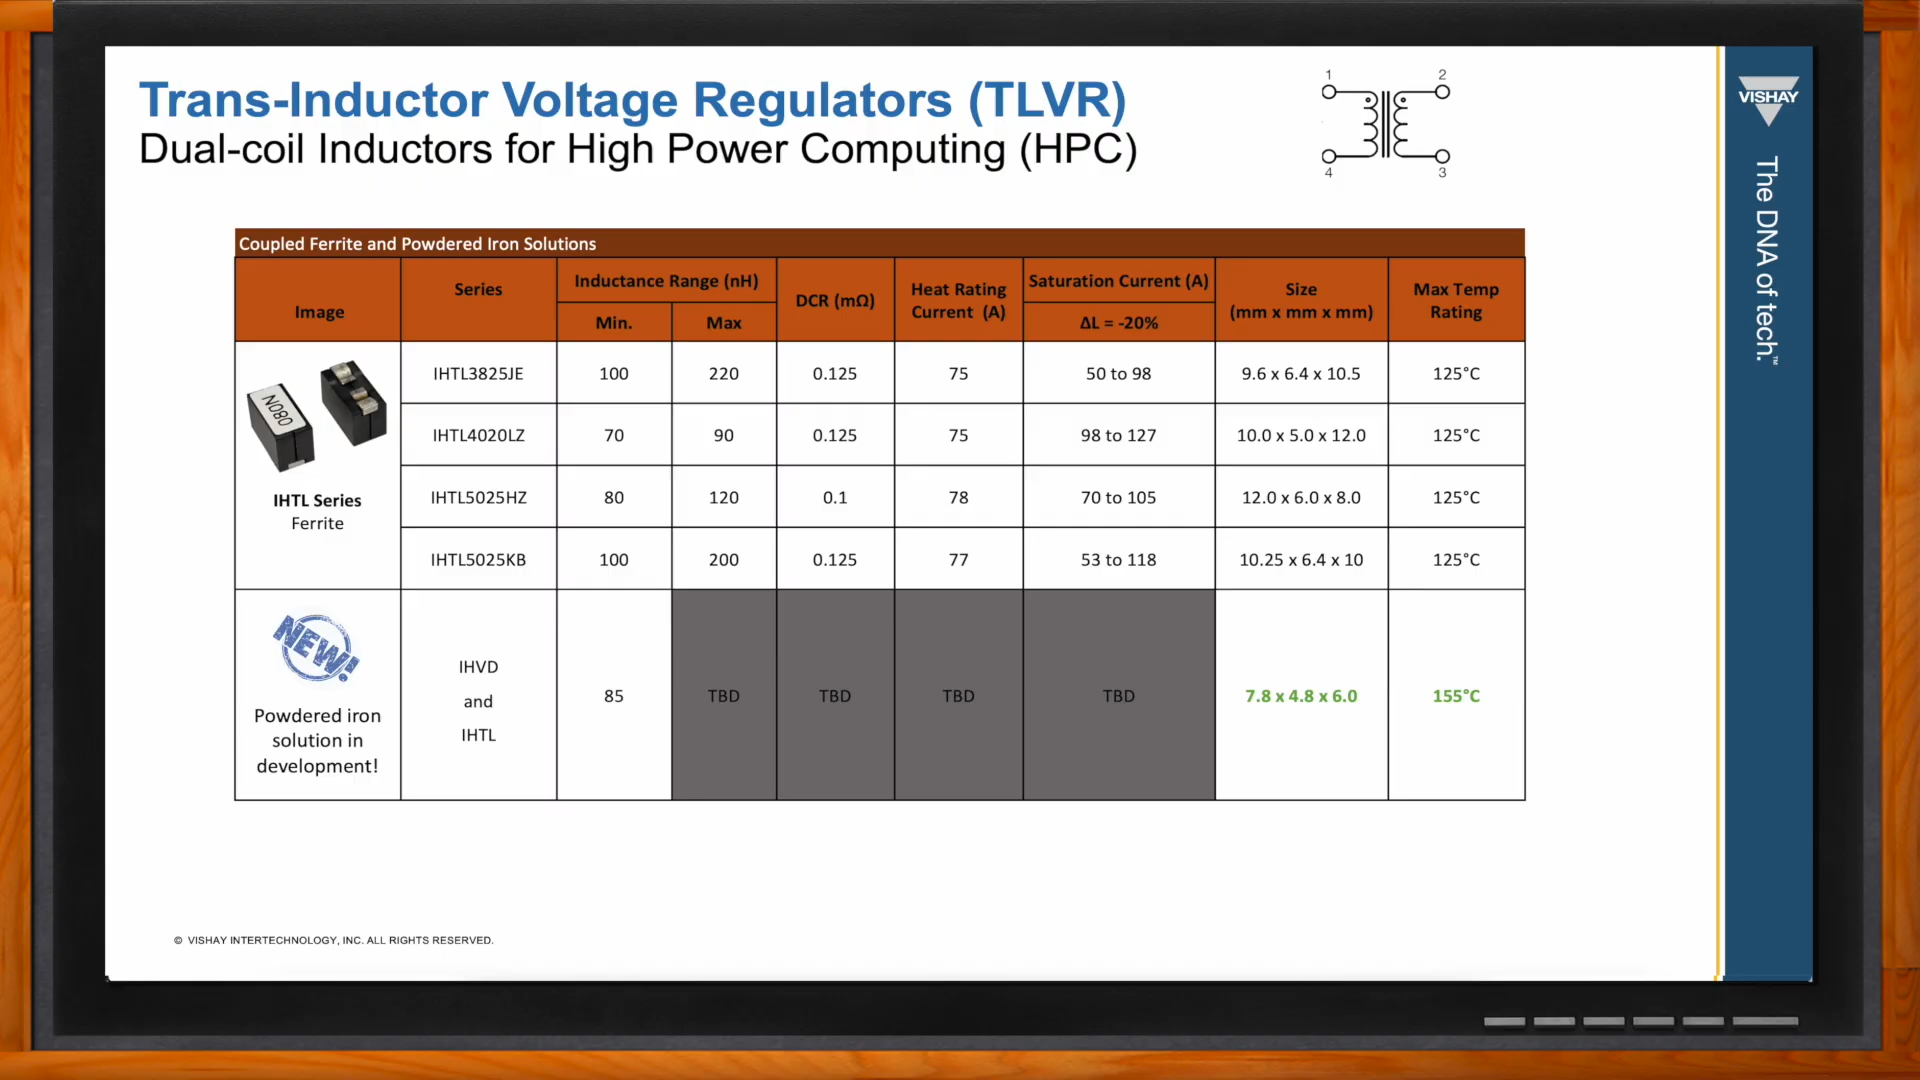 Trans-Inductor Voltage Regulators (TLVR)
Dual-coil Inductors for High Power Computing (HPC)
1 2
4 3
VISHAY
The DNA of tech.™
Coupled Ferrite and Powdered Iron Solutions
Image Series Inductance Range (nH) DCR (mΩ) Heat Rating Current (A) Saturation Current (A) Size (mm x mm x mm) Max Temp Rating
Min. Max ΔL = -20%
N080
IHTL Series
Ferrite
IHTL3825JE 100 220 0.125 75 50 to 98 9.6 x 6.4 x 10.5 125°C
IHTL4020LZ 70 90 0.125 75 98 to 127 10.0 x 5.0 x 12.0 125°C
IHTL5025HZ 80 120 0.1 78 70 to 105 12.0 x 6.0 x 8.0 125°C
IHTL5025KB 100 200 0.125 77 53 to 118 10.25 x 6.4 x 10 125°C
NEW!
Powdered iron
solution in
development!
IHVD
and
IHTL
85 TBD TBD TBD TBD 7.8 x 4.8 x 6.0 155°C
© VISHAY INTERTECHNOLOGY, INC. ALL RIGHTS RESERVED.